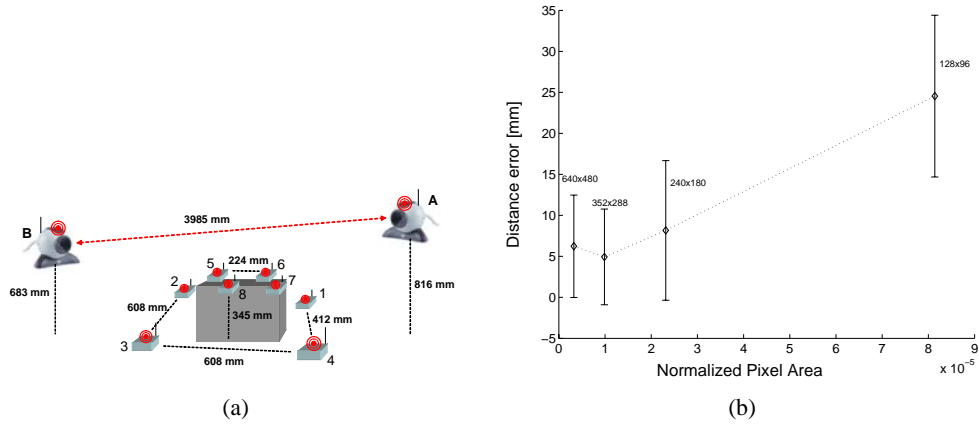 A
B
3985 mm
683 mm
816 mm
5
224 mm
6
2
7
8
1
608 mm
345 mm
412 mm
3
4
608 mm
(a)
35
30
25
20
15
10
5
0
−5
Distance error [mm]
640x480
352x288
240x180
128x96
0 1 2 3 4 5 6 7 8 9
x 10⁻⁵
Normalized Pixel Area
(b)